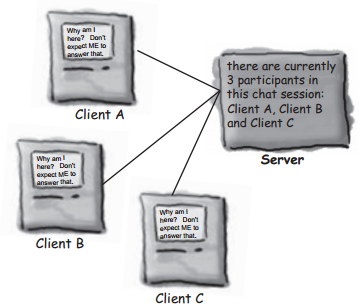 Why am I
here? Don't
expect ME to
answer that.
Client A
there are currently
3 participants in
this chat session:
Client A, Client B
and Client C
Server
Why am I
here? Don't
expect ME to
answer that.
Client B
Why am I
here? Don't
expect ME to
answer that.
Client C